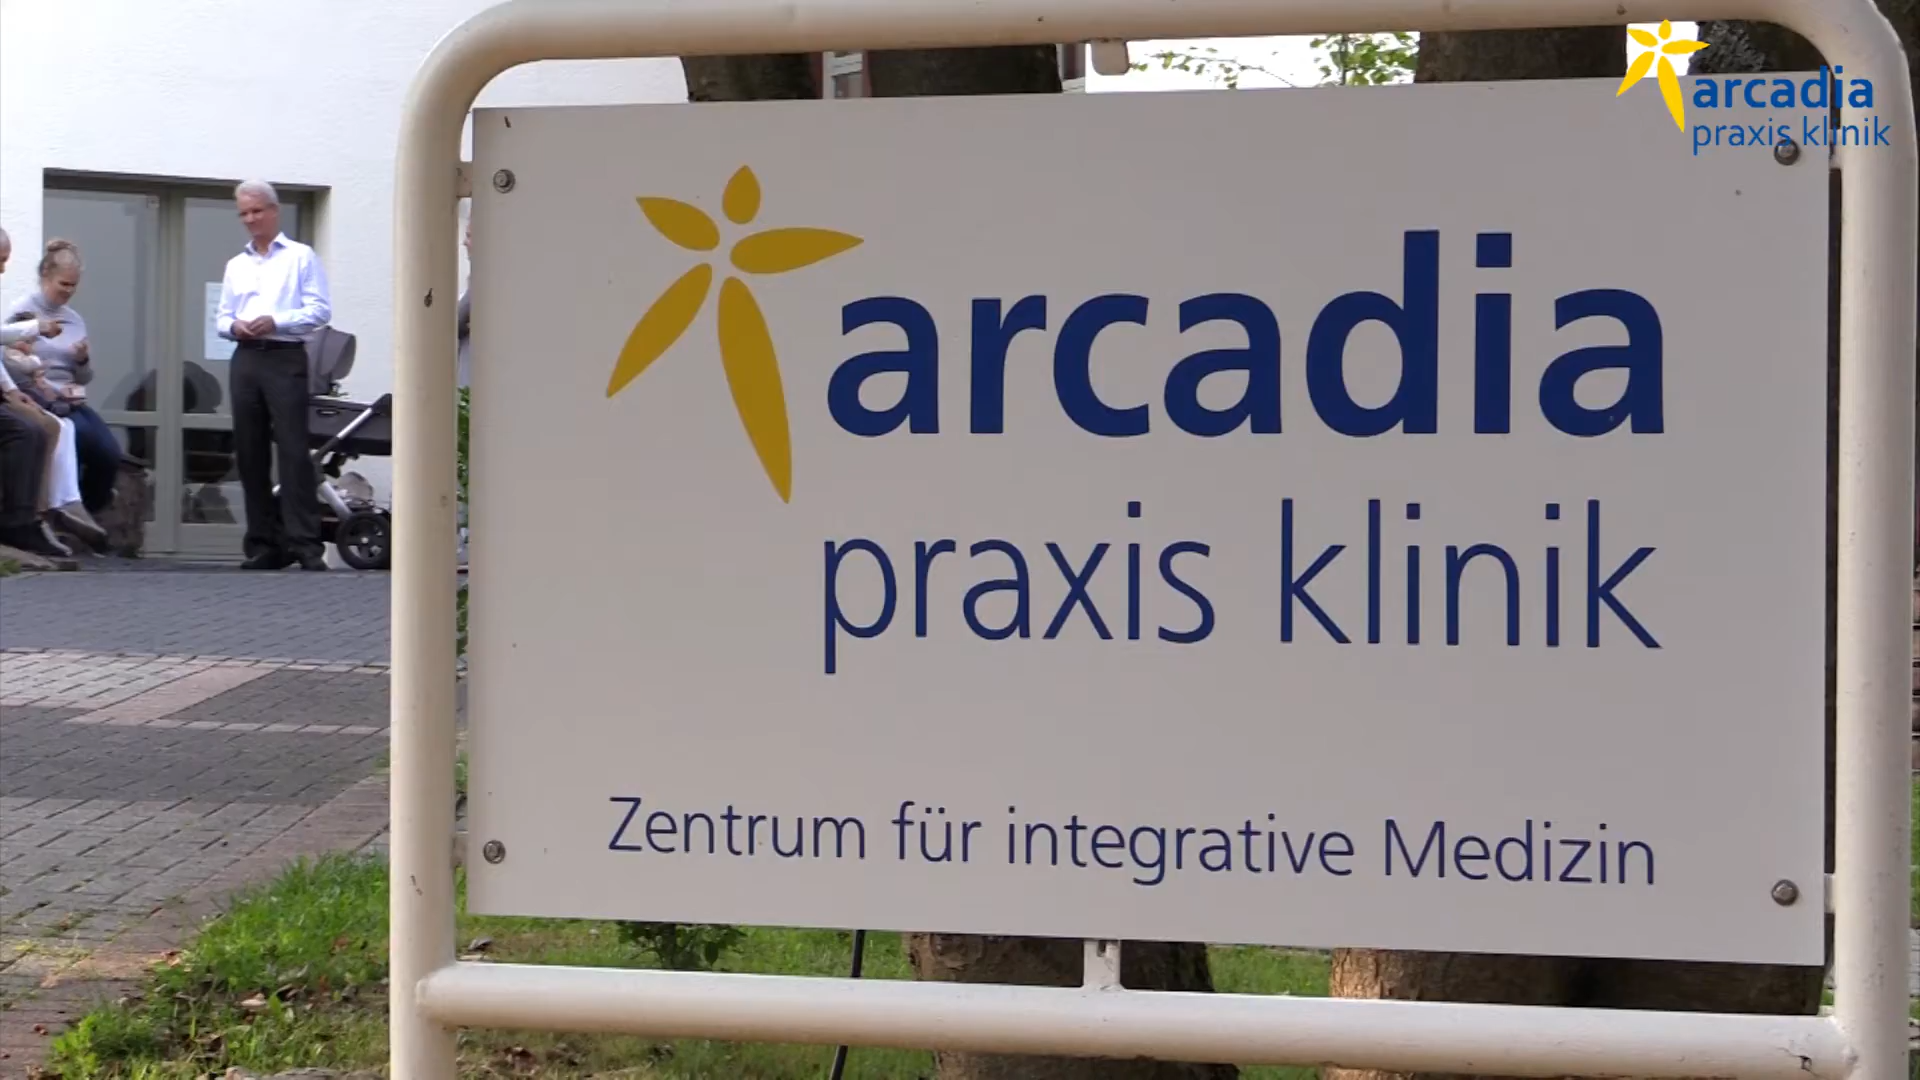 arcadia
praxis klinik
arcadia
praxis klinik
Zentrum für integrative Medizin